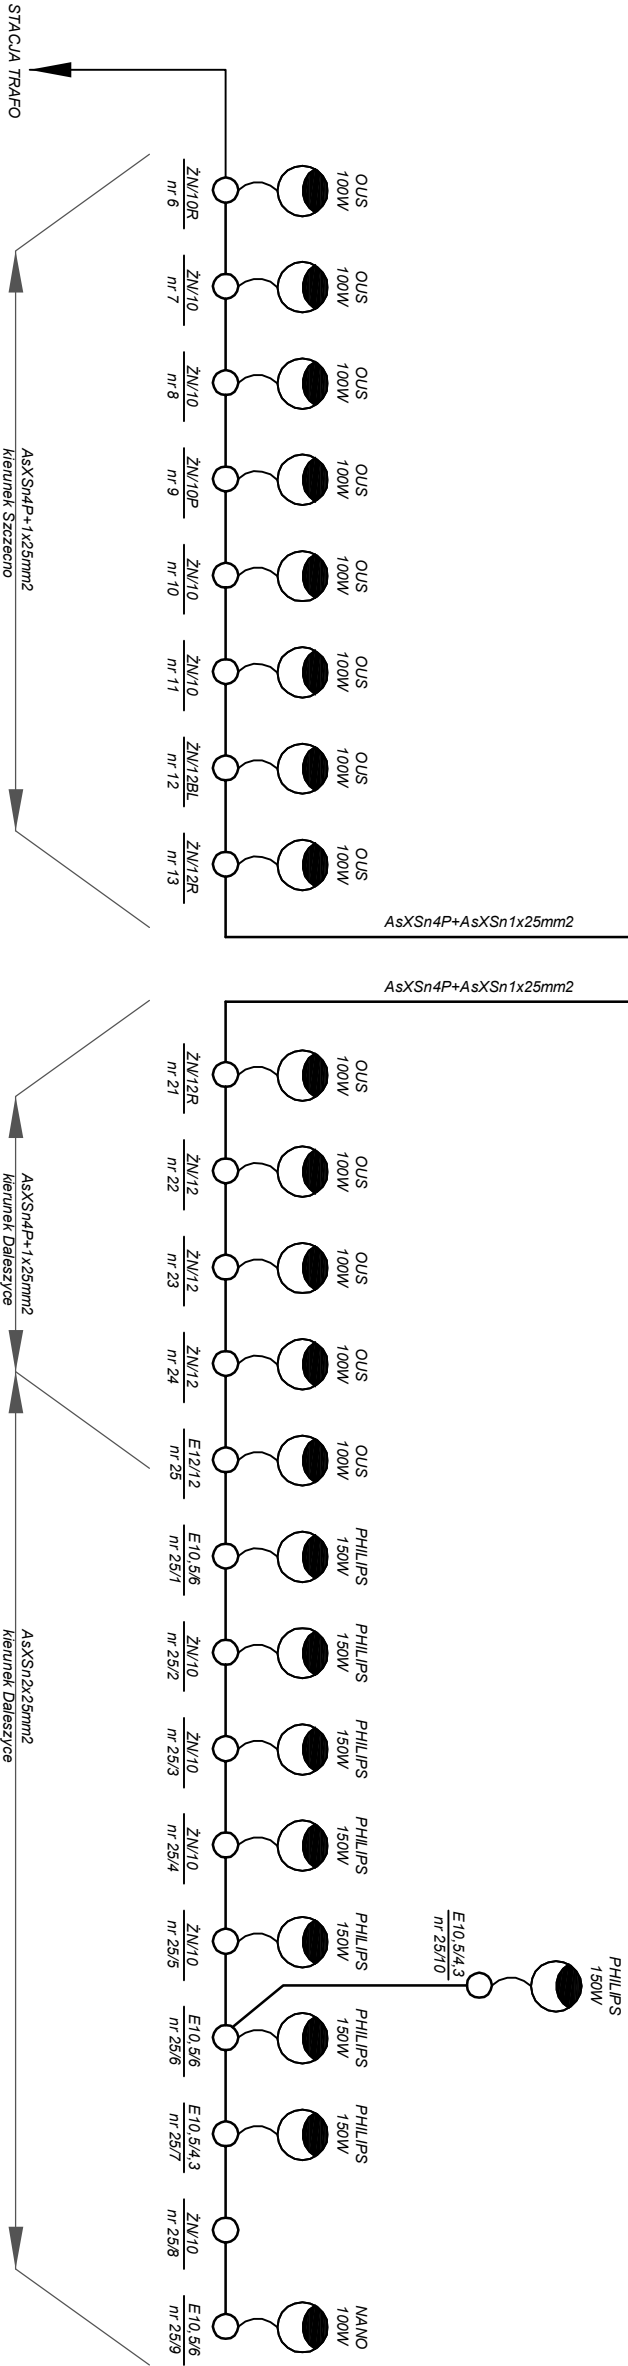 STACJA TRAFO
OUS
100W
ŻN/10R
nr 6
OUS
100W
ŻN/10
nr 7
OUS
100W
ŻN/10
nr 8
OUS
100W
ŻN/10P
nr 9
OUS
100W
ŻN/10
nr 10
OUS
100W
ŻN/10
nr 11
OUS
100W
ŻN/12BL
nr 12
OUS
100W
ŻN/12R
nr 13
AsXSn4P+1x25mm2
kierunek Szczecno
AsXSn4P+AsXSn1x25mm2
AsXSn4P+AsXSn1x25mm2
OUS
100W
ŻN/12R
nr 21
OUS
100W
ŻN/12
nr 22
OUS
100W
ŻN/12
nr 23
OUS
100W
ŻN/12
nr 24
OUS
100W
E12/12
nr 25
AsXSn4P+1x25mm2
kierunek Daleszyce
PHILIPS
150W
E10,5/6
nr 25/1
PHILIPS
150W
ŻN/10
nr 25/2
PHILIPS
150W
ŻN/10
nr 25/3
PHILIPS
150W
ŻN/10
nr 25/4
PHILIPS
150W
ŻN/10
nr 25/5
PHILIPS
150W
E10,5/4,3
nr 25/10
PHILIPS
150W
E10,5/6
nr 25/6
PHILIPS
150W
E10,5/4,3
nr 25/7
ŻN/10
nr 25/8
NANO
100W
E10,5/6
nr 25/9
AsXSn2x25mm2
kierunek Daleszyce